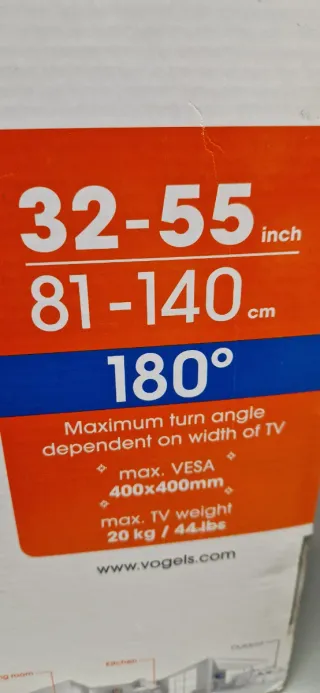 32-55 inch
81-140 cm
180°
Maximum turn angle
dependent on width of TV
max. VESA
400x400mm
max. TV weight
20 kg / 44 lbs
www.vogels.com
Kitchen